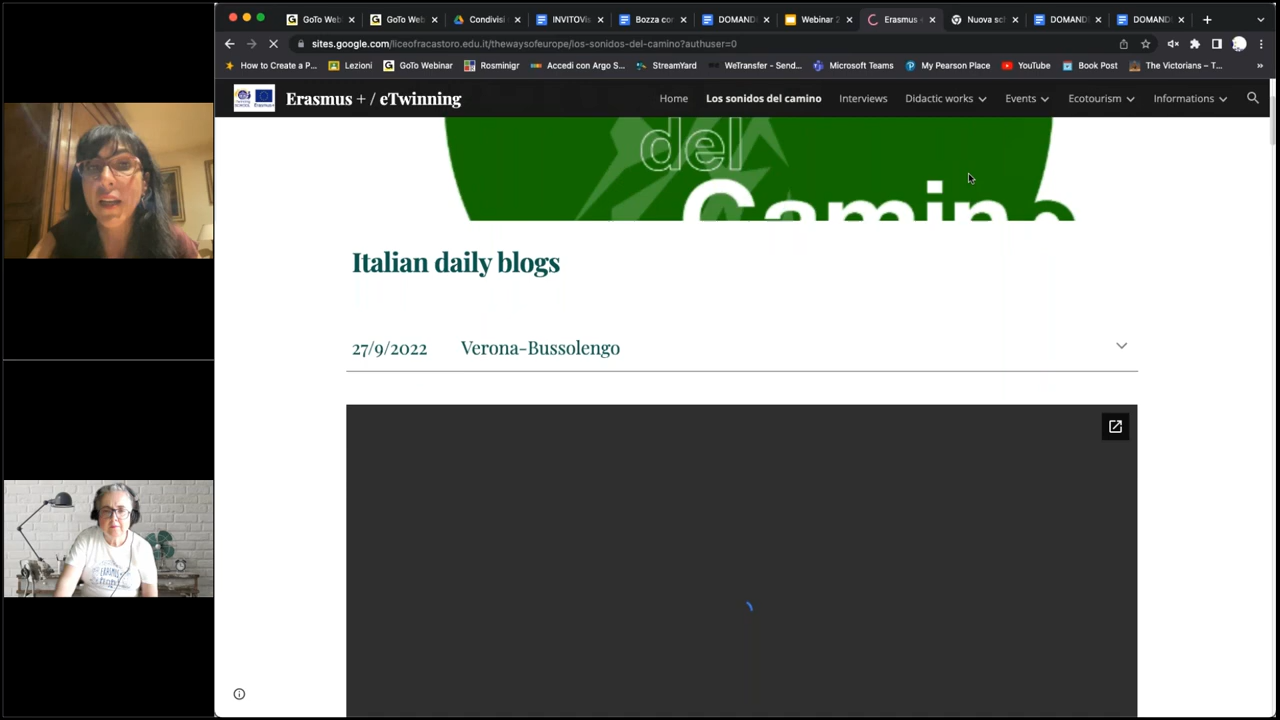 GoTo Web
GoTo Web
Condivisi
INVITOVis
Bozza co
DOMAND
Webinar 2
Erasmus
Nuova sc
DOMAND
DOMAND
sites.google.com/liceofracastoro.edu.it/thewaysofeurope/los-sonidos-del-camino?authuser=0
How to Create a P...
Lezioni
GoTo Webinar
Rosminigr
Accedi con Argo S...
StreamYard
WeTransfer - Send...
Microsoft Teams
My Pearson Place
YouTube
Book Post
The Victorians – T...
»
Erasmus + / eTwinning
Home
Los sonidos del camino
Interviews
Didactic works
Events
Ecotourism
Informations
del
Camino
Italian daily blogs
27/9/2022 Verona-Bussolengo